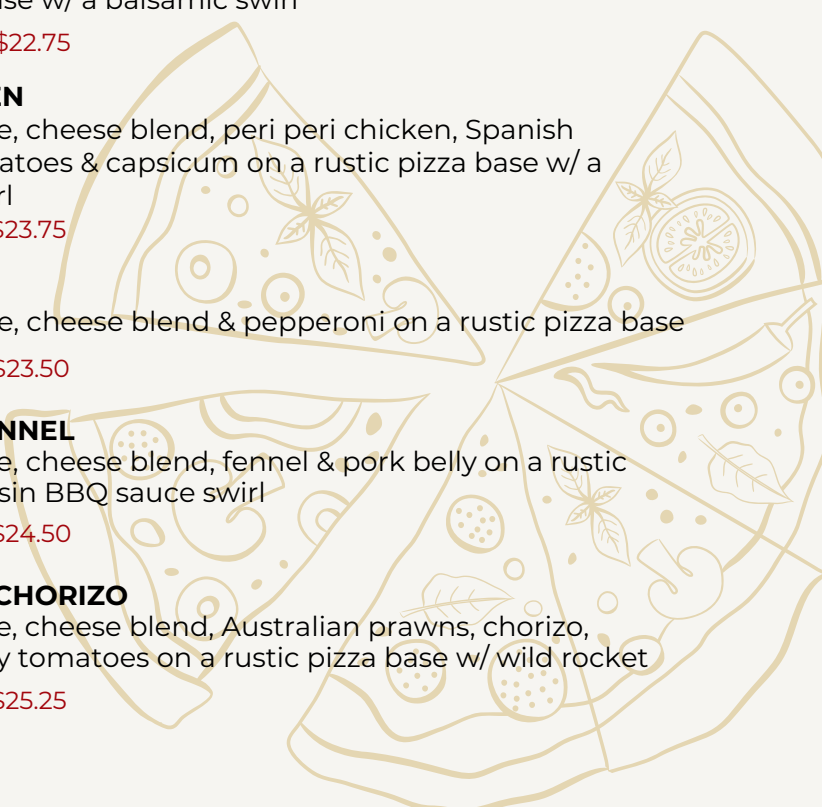 se w/ a balsamic swirl
$22.75
EN
e, cheese blend, peri peri chicken, Spanish
atoes & capsicum on a rustic pizza base w/ a
rl
$23.75
e, cheese blend & pepperoni on a rustic pizza base
$23.50
NNEL
e, cheese blend, fennel & pork belly on a rustic
sin BBQ sauce swirl
$24.50
CHORIZO
e, cheese blend, Australian prawns, chorizo,
y tomatoes on a rustic pizza base w/ wild rocket
$25.25